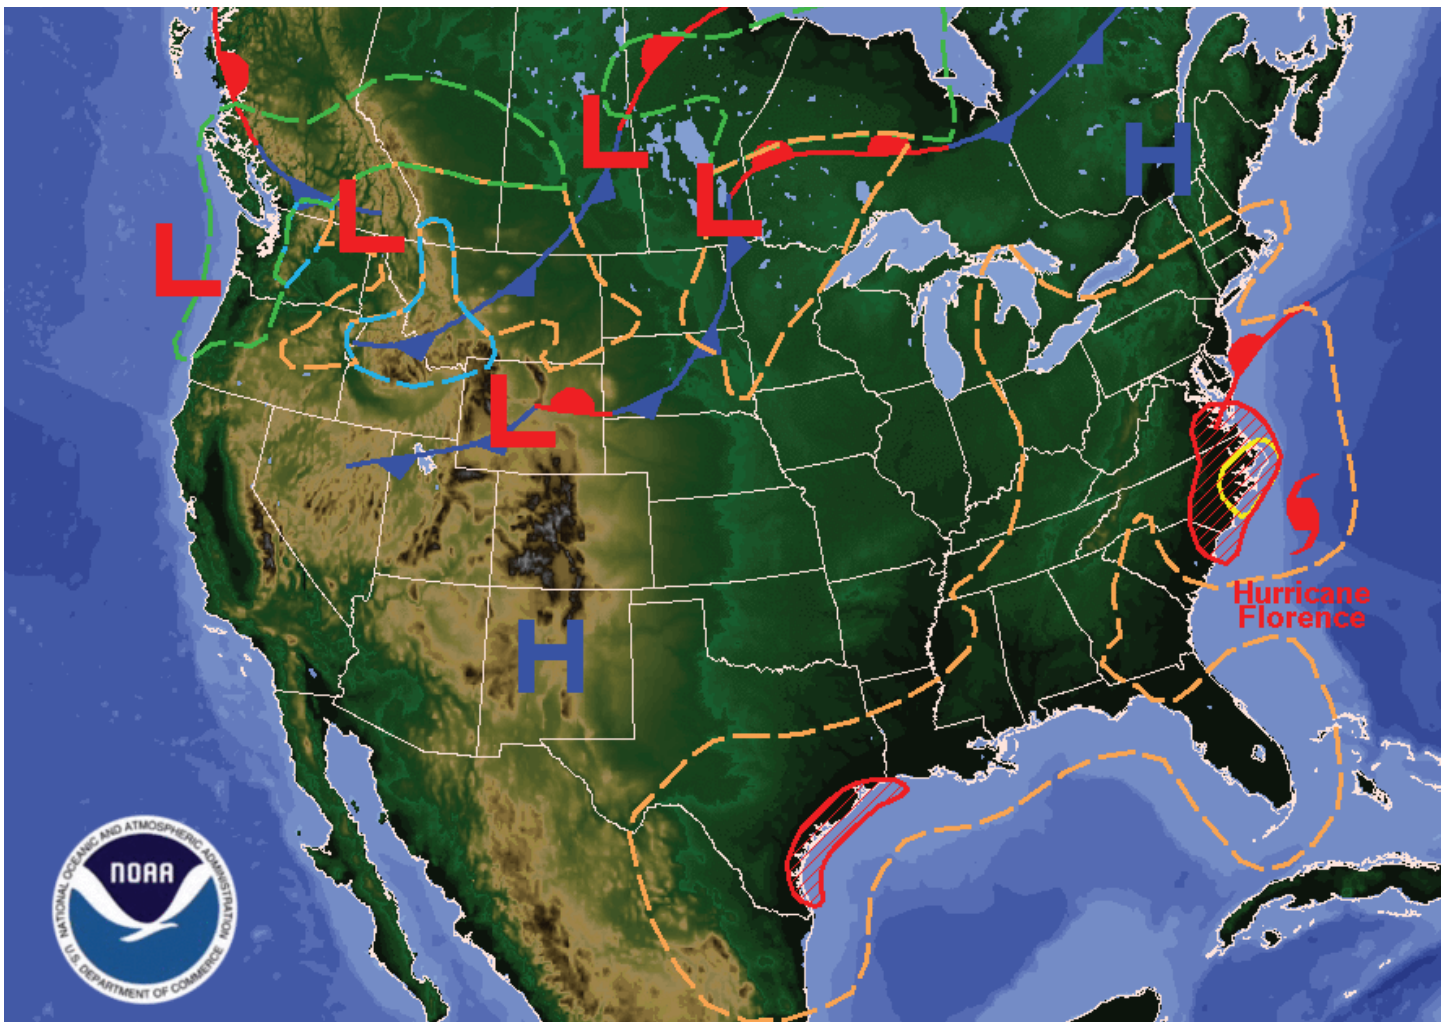 L
L
H
L
L
L
L
Hurricane
Florence
H
NATIONAL OCEANIC AND ATMOSPHERIC ADMINISTRATION
NOAA
U.S. DEPARTMENT OF COMMERCE